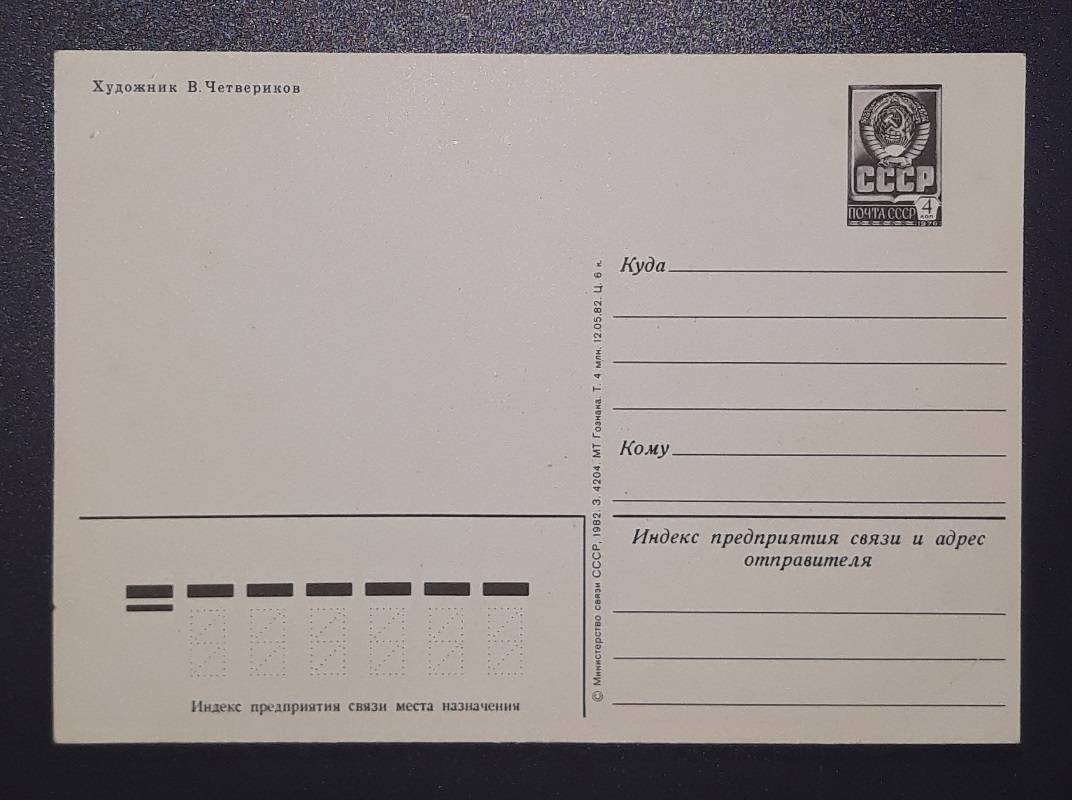 Художник В. Четвериков
СССР
ПОЧТА СССР 4 КОП
1976
Куда
Кому
Индекс предприятия связи и адрес
отправителя
© Министерство связи СССР, 1982. З. 4204. МТ Гознака. Т. 4 млн. 12.05.82. Ц. 6 к.
Индекс предприятия связи места назначения